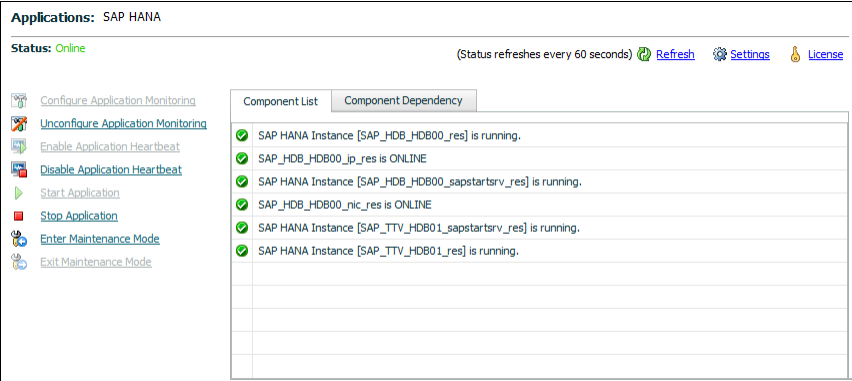 Applications: SAP HANA
Status: Online
(Status refreshes every 60 seconds) Refresh Settings License
Configure Application Monitoring
Unconfigure Application Monitoring
Enable Application Heartbeat
Disable Application Heartbeat
Start Application
Stop Application
Enter Maintenance Mode
Exit Maintenance Mode
Component List Component Dependency
SAP HANA Instance [SAP_HDB_HDB00_res] is running.
SAP_HDB_HDB00_ip_res is ONLINE
SAP HANA Instance [SAP_HDB_HDB00_sapstartsrv_res] is running.
SAP_HDB_HDB00_nic_res is ONLINE
SAP HANA Instance [SAP_TTV_HDB01_sapstartsrv_res] is running.
SAP HANA Instance [SAP_TTV_HDB01_res] is running.